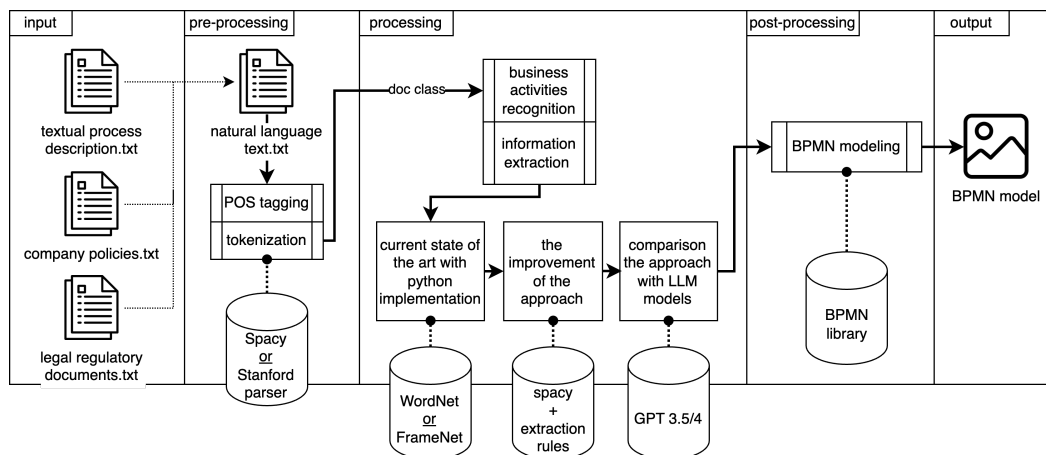 input
textual process
description.txt
company policies.txt
legal regulatory
documents.txt
pre-processing
natural language
text.txt
POS tagging
tokenization
Spacy
or
Stanford
parser
processing
doc class
business
activities
recognition
information
extraction
current state of
the art with
python
implementation
the
improvement
of the
approach
comparison
the approach
with LLM
models
WordNet
or
FrameNet
spacy
+
extraction
rules
GPT 3.5/4
post-processing
BPMN modeling
BPMN
library
output
BPMN model